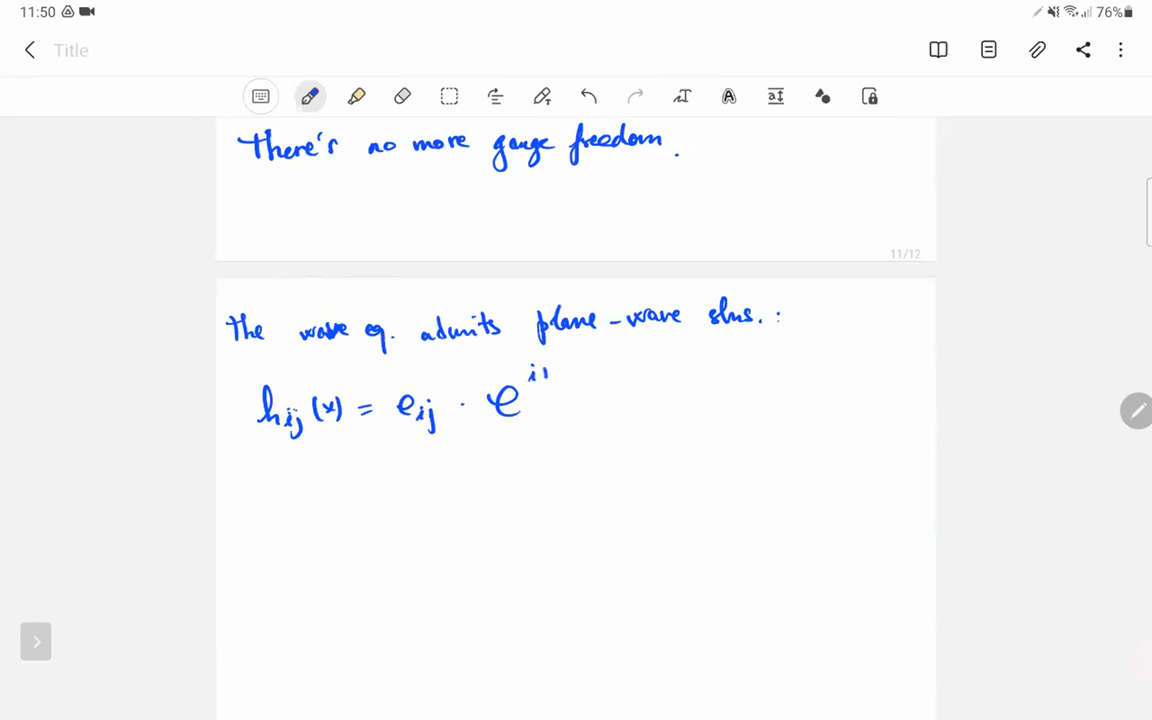 11:50 76%
Title
There's no more gauge freedom.
11/12
The wave eq. admits plane-wave slns. :
hij (x) = eij · e^i